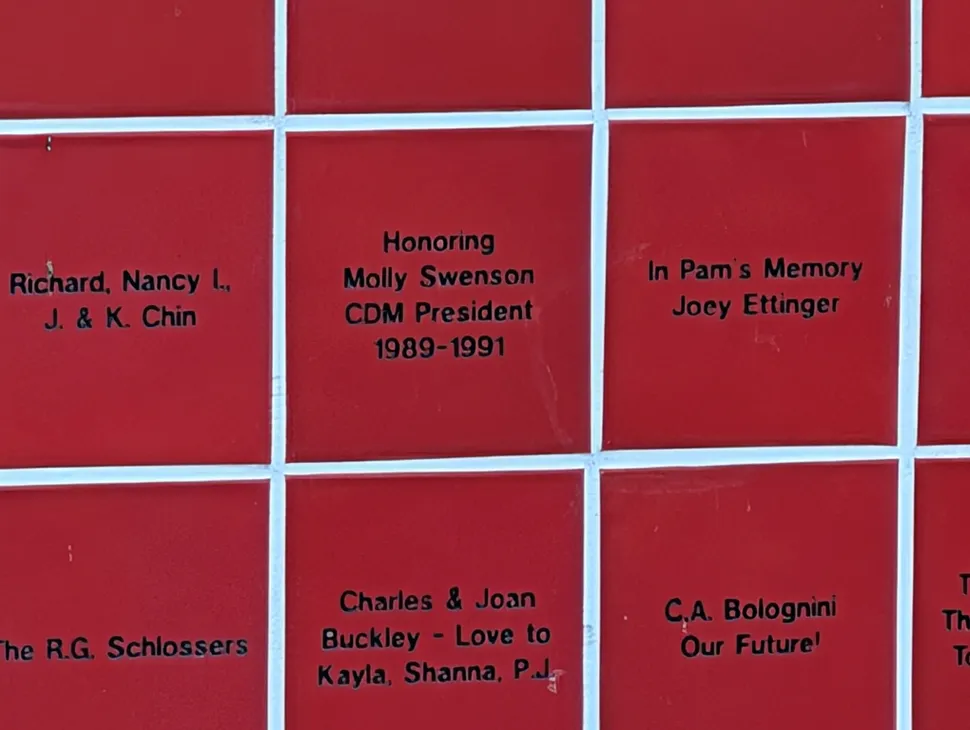 Richard, Nancy L.,
J. & K. Chin
Honoring
Molly Swenson
CDM President
1989-1991
In Pam's Memory
Joey Ettinger
The R.G. Schlossers
Charles & Joan
Buckley - Love to
Kayla, Shanna, P.J.
C.A. Bolognini
Our Future!